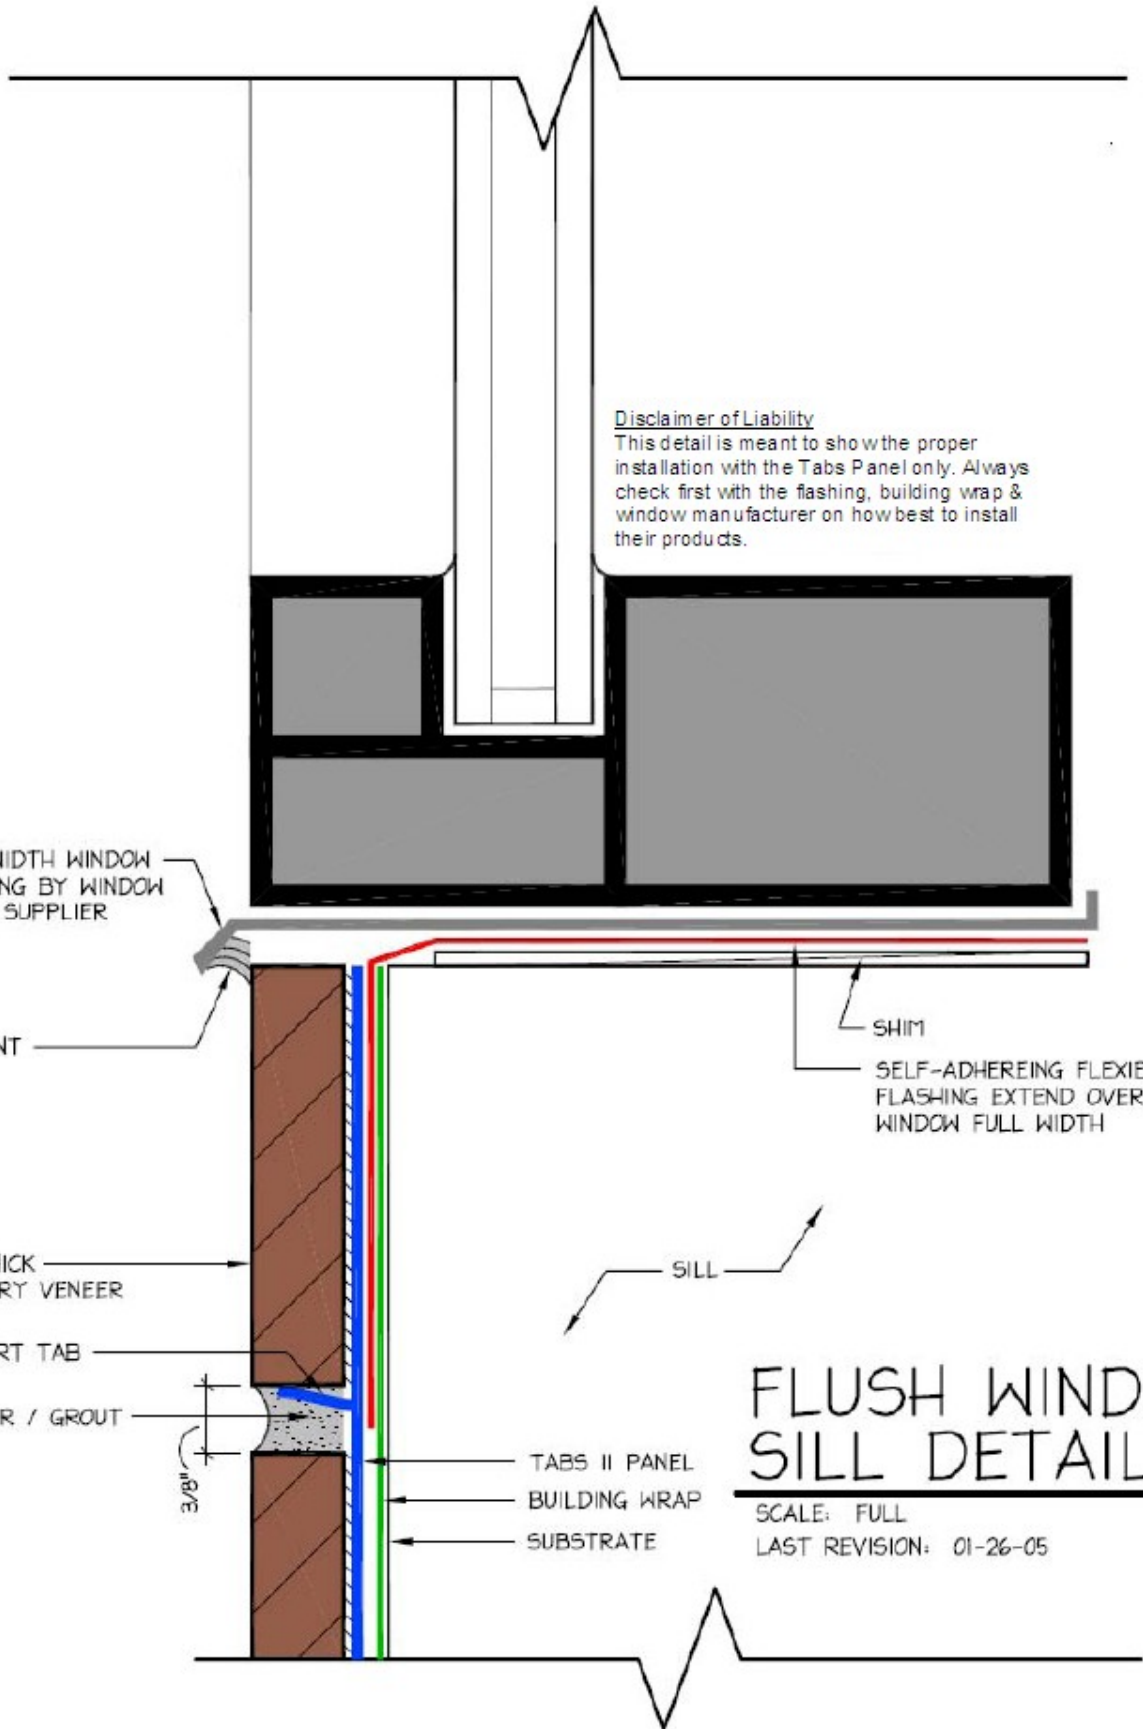 Disclaimer of Liability
This detail is meant to show the proper
installation with the Tabs Panel only. Always
check first with the flashing, building wrap &
window manufacturer on how best to install
their products.
IDTH WINDOW
NG BY WINDOW
SUPPLIER
NT
SHIM
SELF-ADHEREING FLEXIB
FLASHING EXTEND OVER
WINDOW FULL WIDTH
HICK
RY VENEER
SILL
RT TAB
R / GROUT
3/8"
TABS II PANEL
BUILDING WRAP
SUBSTRATE
FLUSH WIND
SILL DETAIL
SCALE: FULL
LAST REVISION: 01-26-05